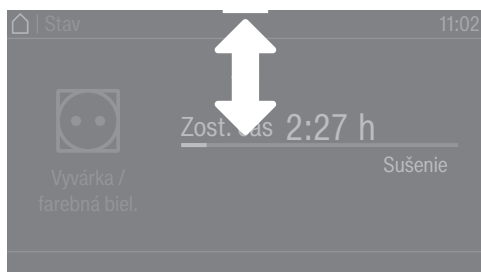 Stav
11:02
Zost. čas 2:27 h
Sušenie
Vyvárka /
farebná biel.